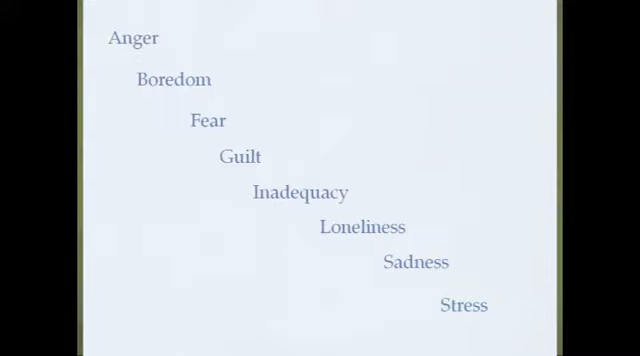 Anger
Boredom
Fear
Guilt
Inadequacy
Loneliness
Sadness
Stress